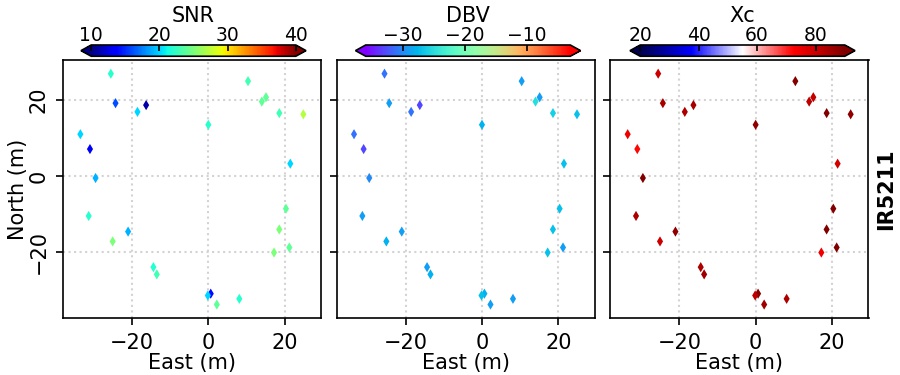 SNR DBV Xc
10 20 30 40 −30 −20 −10 20 40 60 80
20
0
−20
North (m)
IR5211
−20 0 20 −20 0 20 −20 0 20
East (m) East (m) East (m)